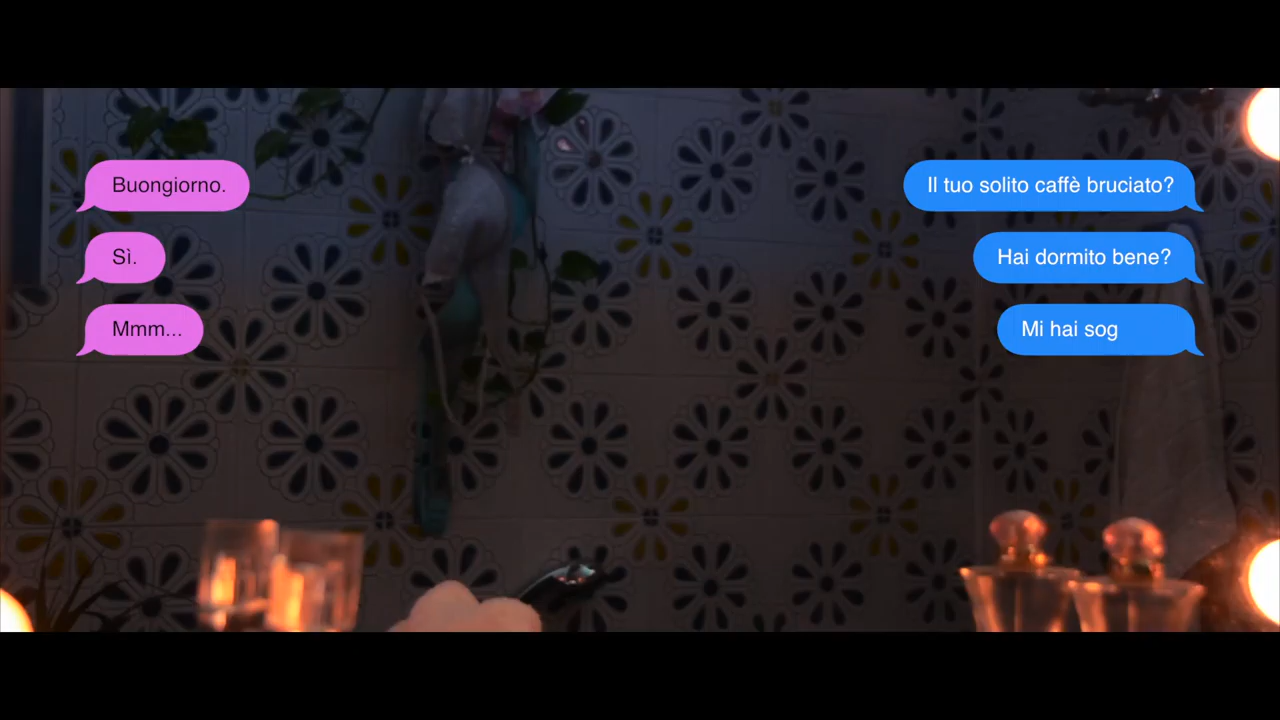 Buongiorno.
Il tuo solito caffè bruciato?
Sì.
Hai dormito bene?
Mmm...
Mi hai sog